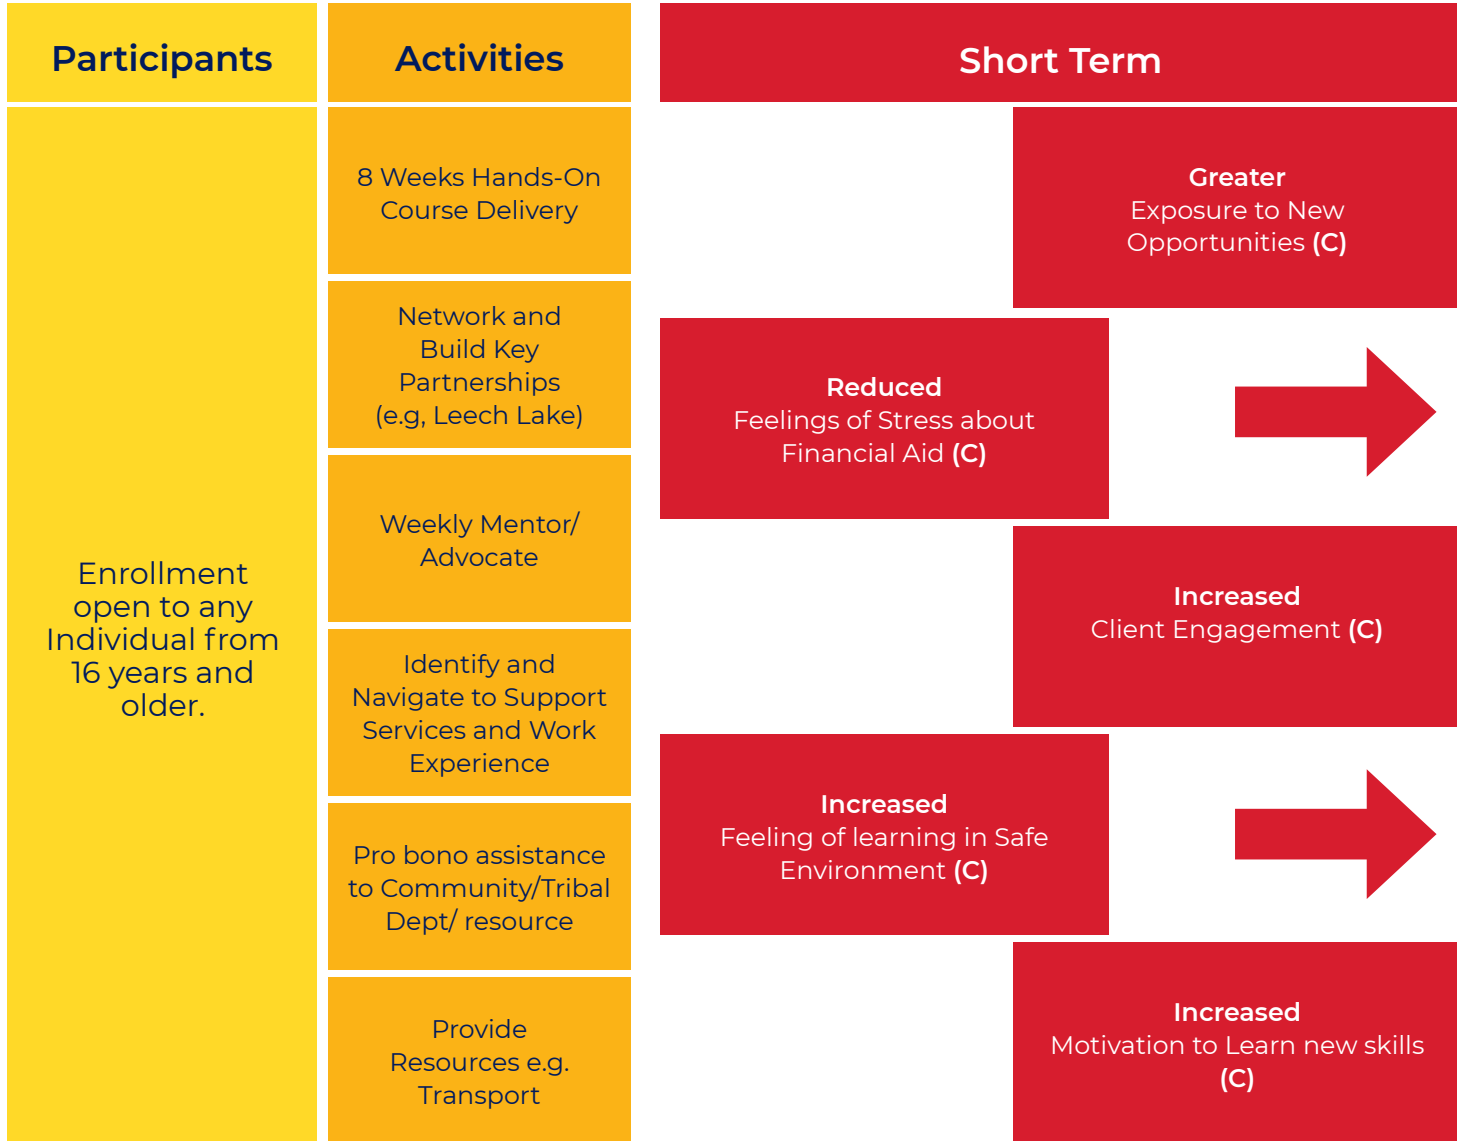 Participants
Activities
Short Term
Enrollment
open to any
Individual from
16 years and
older.
8 Weeks Hands-On
Course Delivery
Network and
Build Key
Partnerships
(e.g, Leech Lake)
Weekly Mentor/
Advocate
Identify and
Navigate to Support
Services and Work
Experience
Pro bono assistance
to Community/Tribal
Dept/ resource
Provide
Resources e.g.
Transport
Greater
Exposure to New
Opportunities (C)
Reduced
Feelings of Stress about
Financial Aid (C)
Increased
Client Engagement (C)
Increased
Feeling of learning in Safe
Environment (C)
Increased
Motivation to Learn new skills
(C)